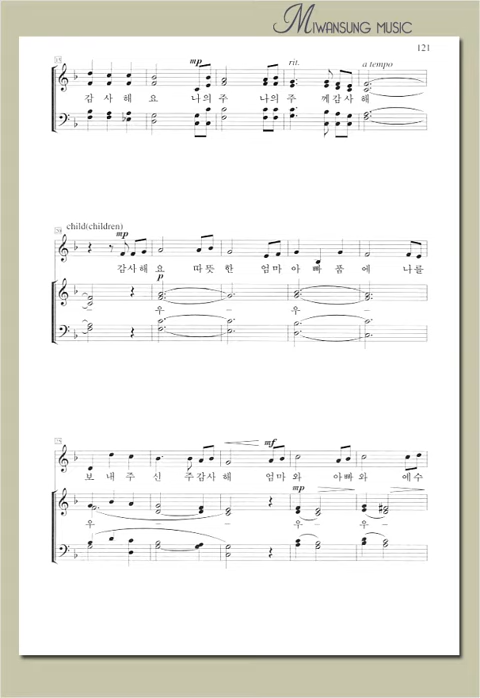 MIWANSUNG MUSIC
121
mp rit. a tempo
감 사 해 요 나의 주 나의 주 께감사 해
child(children)
mp
감사해 요 따뜻 한 엄마 아 빠 품 에 나를
p
우 우
mf
보 내 주 신 주감사 해 엄마 와 아빠 와 예수
mp
우 우 우